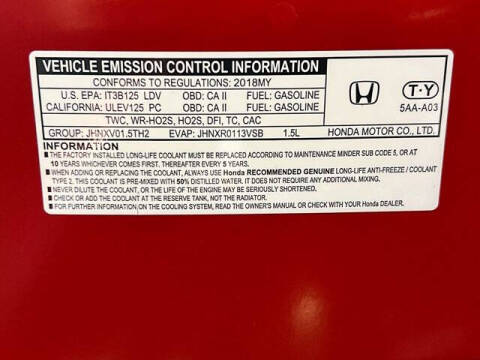 VEHICLE EMISSION CONTROL INFORMATION
CONFORMS TO REGULATIONS: 2018MY
U.S. EPA: IT3B125 LDV OBD: CA II FUEL: GASOLINE
CALIFORNIA: ULEV125 PC OBD: CA II FUEL: GASOLINE
TWC, WR-HO2S, HO2S, DFI, TC, CAC
GROUP: JHNXV01.5TH2 EVAP: JHNXR0113VSB 1.5L
T·Y
5AA-A03
HONDA MOTOR CO., LTD.
INFORMATION
■ THE FACTORY INSTALLED LONG-LIFE COOLANT MUST BE REPLACED ACCORDING TO MAINTENANCE MINDER SUB CODE 5, OR AT
10 YEARS WHICHEVER COMES FIRST. THEREAFTER REPLACE EVERY 5 YEARS.
■ WHEN ADDING OR REPLACING THE COOLANT, ALWAYS USE Honda RECOMMENDED GENUINE LONG-LIFE ANTI-FREEZE / COOLANT
TYPE 2. THIS COOLANT IS PRE-MIXED WITH 50% DISTILLED WATER. IT DOES NOT REQUIRE ANY ADDITIONAL MIXING.
■ NEVER DILUTE THE COOLANT, OR THE LIFE OF THE ENGINE MAY BE SERIOUSLY SHORTENED.
■ CHECK AND ADD COOLANT AT THE RESERVE TANK, NOT THE RADIATOR.
■ FOR FURTHER INFORMATION ON THE COOLING SYSTEM, READ THE OWNER'S MANUAL OR CHECK WITH YOUR Honda DEALER.